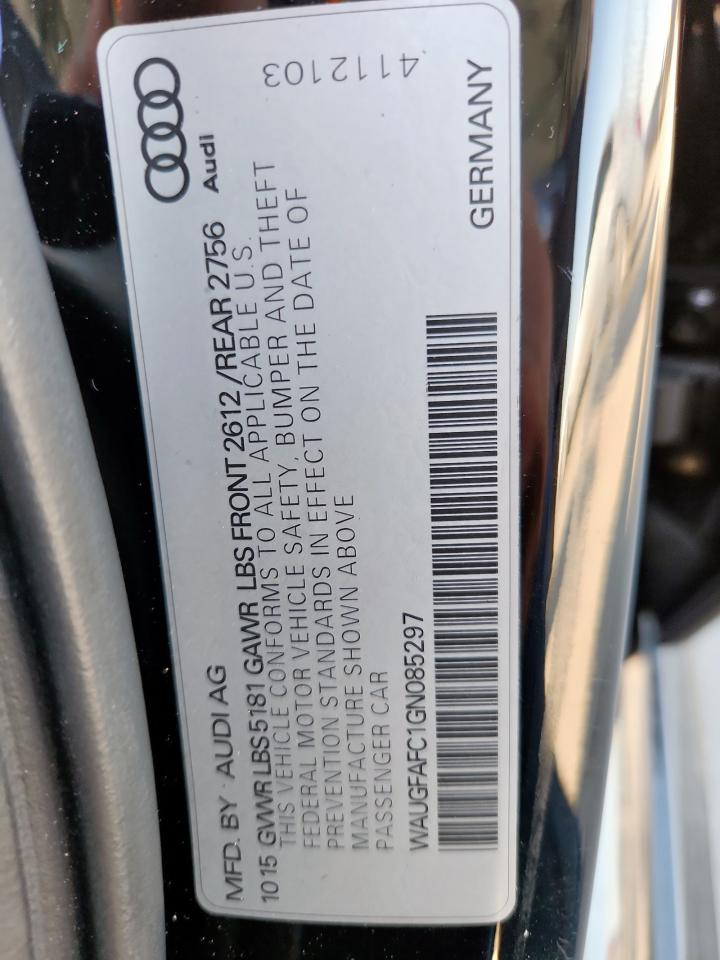 MFD. BY · AUDI AG
10 15 GVWR LBS 5181 GAWR LBS FRONT 2612 /REAR 2756
THIS VEHICLE CONFORMS TO ALL APPLICABLE U.S.
FEDERAL MOTOR VEHICLE SAFETY, BUMPER AND THEFT
PREVENTION STANDARDS IN EFFECT ON THE DATE OF
MANUFACTURE SHOWN ABOVE
PASSENGER CAR
WAUGFAFC1GN085297
Audi
4112103
GERMANY